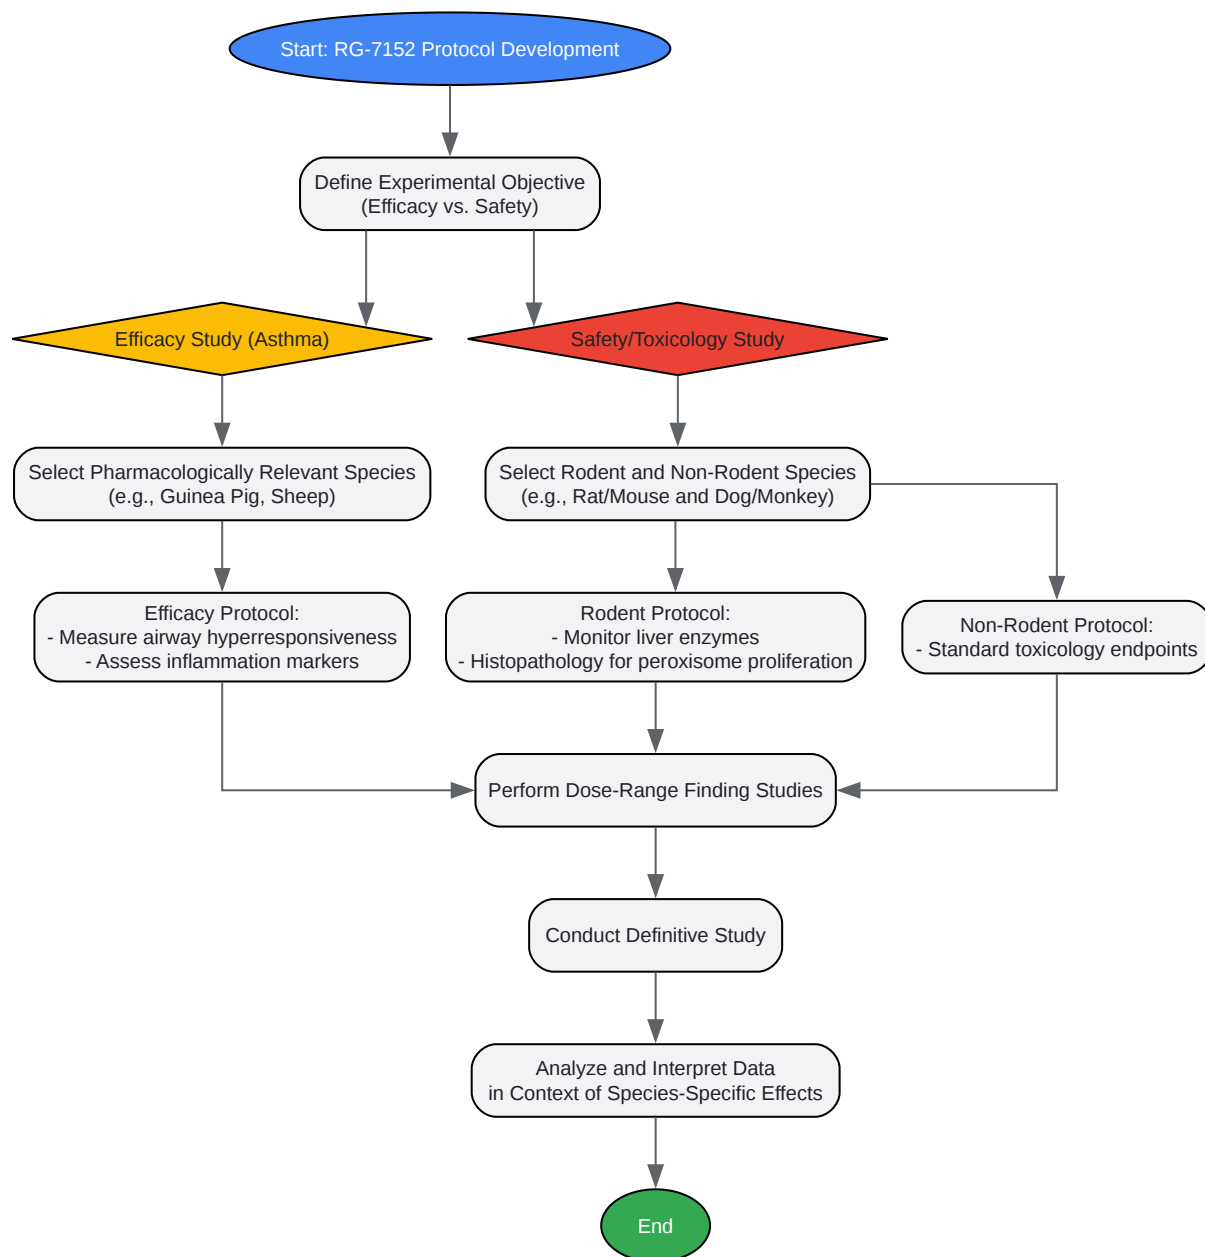 Start: RG-7152 Protocol Development
Define Experimental Objective
(Efficacy vs. Safety)
Efficacy Study (Asthma)
Safety/Toxicology Study
Select Pharmacologically Relevant Species
(e.g., Guinea Pig, Sheep)
Select Rodent and Non-Rodent Species
(e.g., Rat/Mouse and Dog/Monkey)
Efficacy Protocol:
- Measure airway hyperresponsiveness
- Assess inflammation markers
Rodent Protocol:
- Monitor liver enzymes
- Histopathology for peroxisome proliferation
Non-Rodent Protocol:
- Standard toxicology endpoints
Perform Dose-Range Finding Studies
Conduct Definitive Study
Analyze and Interpret Data
in Context of Species-Specific Effects
End